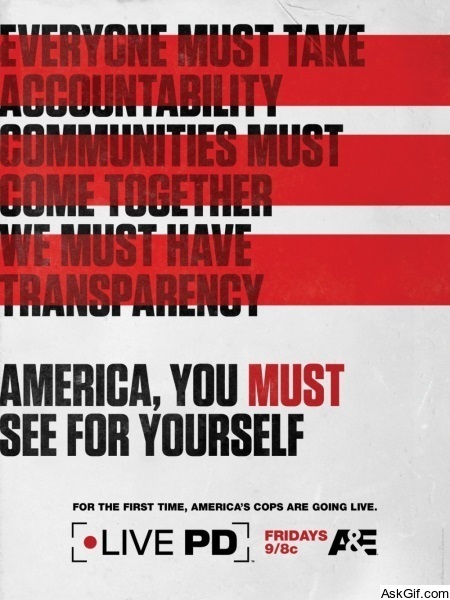 EVERYONE MUST TAKE
ACCOUNTABILITY
COMMUNITIES MUST
COME TOGETHER
WE MUST HAVE
TRANSPARENCY
AMERICA, YOU MUST
SEE FOR YOURSELF
FOR THE FIRST TIME, AMERICA'S COPS ARE GOING LIVE.
LIVE PD™ FRIDAYS 9/8c A&E
AskGif.com